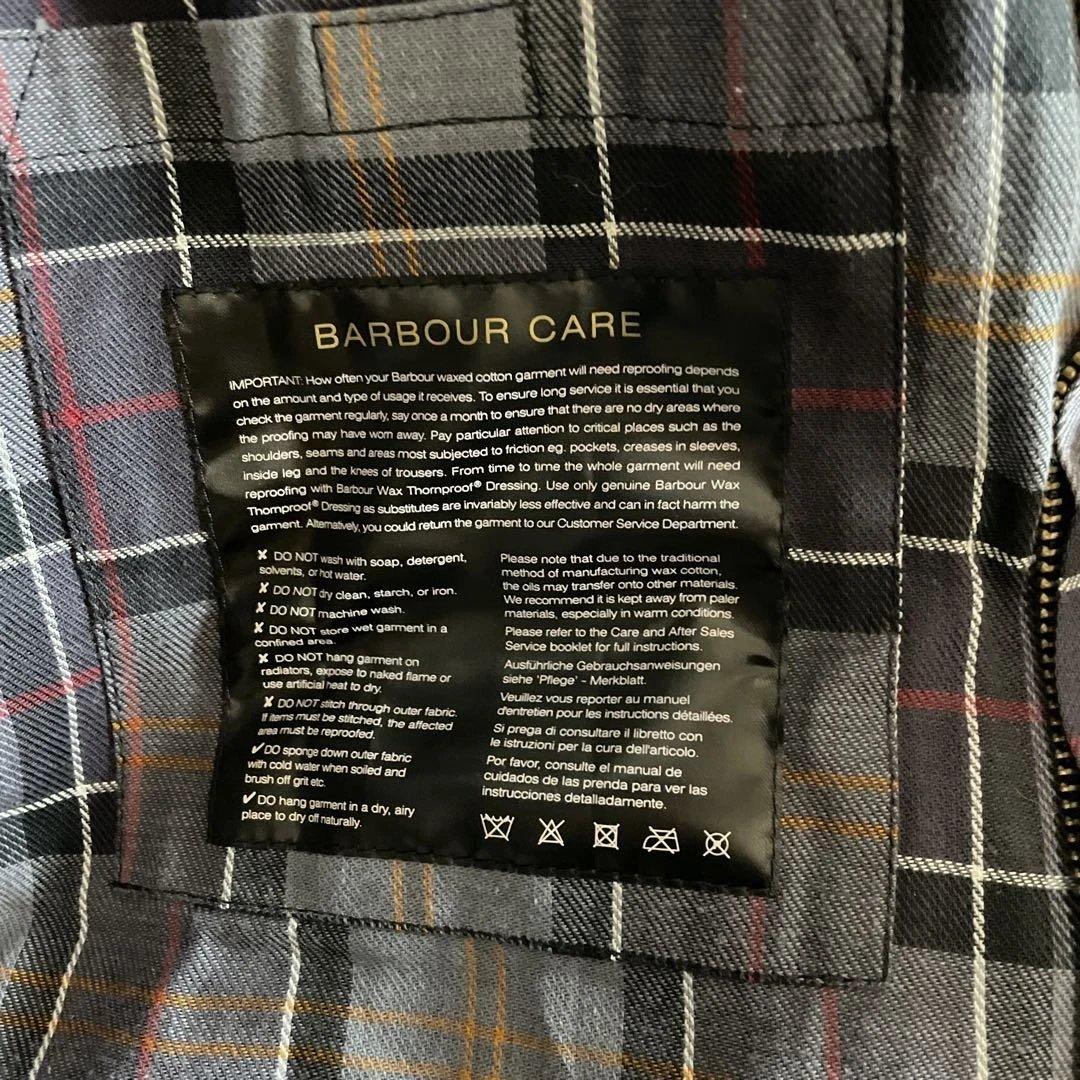 BARBOUR CARE
IMPORTANT: How often your Barbour waxed cotton garment will need reproofing depends
on the amount and type of usage it receives. To ensure long service it is essential that you
check the garment regularly, say once a month to ensure that there are no dry areas where
the proofing may have worn away. Pay particular attention to critical places such as the
shoulders, seams and areas most subjected to friction eg. pockets, creases in sleeves,
inside leg and the knees of trousers. From time to time the whole garment will need
reproofing with Barbour Wax Thornproof® Dressing. Use only genuine Barbour Wax
Thornproof® Dressing as substitutes are invariably less effective and can in fact harm the
garment. Alternatively, you could return the garment to our Customer Service Department.
✘ DO NOT wash with soap, detergent,
solvents, or hot water.
✘ DO NOT dry clean, starch, or iron.
✘ DO NOT machine wash.
✘ DO NOT store wet garment in a
confined area.
✘ DO NOT hang garment on
radiators, expose to naked flame or
use artificial heat to dry.
✘ DO NOT stitch through outer fabric.
If items must be stitched, the affected
area must be reproofed.
✔ DO sponge down outer fabric
with cold water when soiled and
brush off grit etc.
✔ DO hang garment in a dry, airy
place to dry off naturally.
Please note that due to the traditional
method of manufacturing wax cotton,
the oils may transfer onto other materials.
We recommend it is kept away from paler
materials, especially in warm conditions.
Please refer to the Care and After Sales
Service booklet for full instructions.
Ausführliche Gebrauchsanweisungen
siehe 'Pflege' - Merkblatt.
Veuillez vous reporter au manuel
d'entretien pour les instructions détaillées.
Si prega di consultare il libretto con
le istruzioni per la cura dell'articolo.
Por favor, consulte el manual de
cuidados de las prenda para ver las
instrucciones detalladamente.